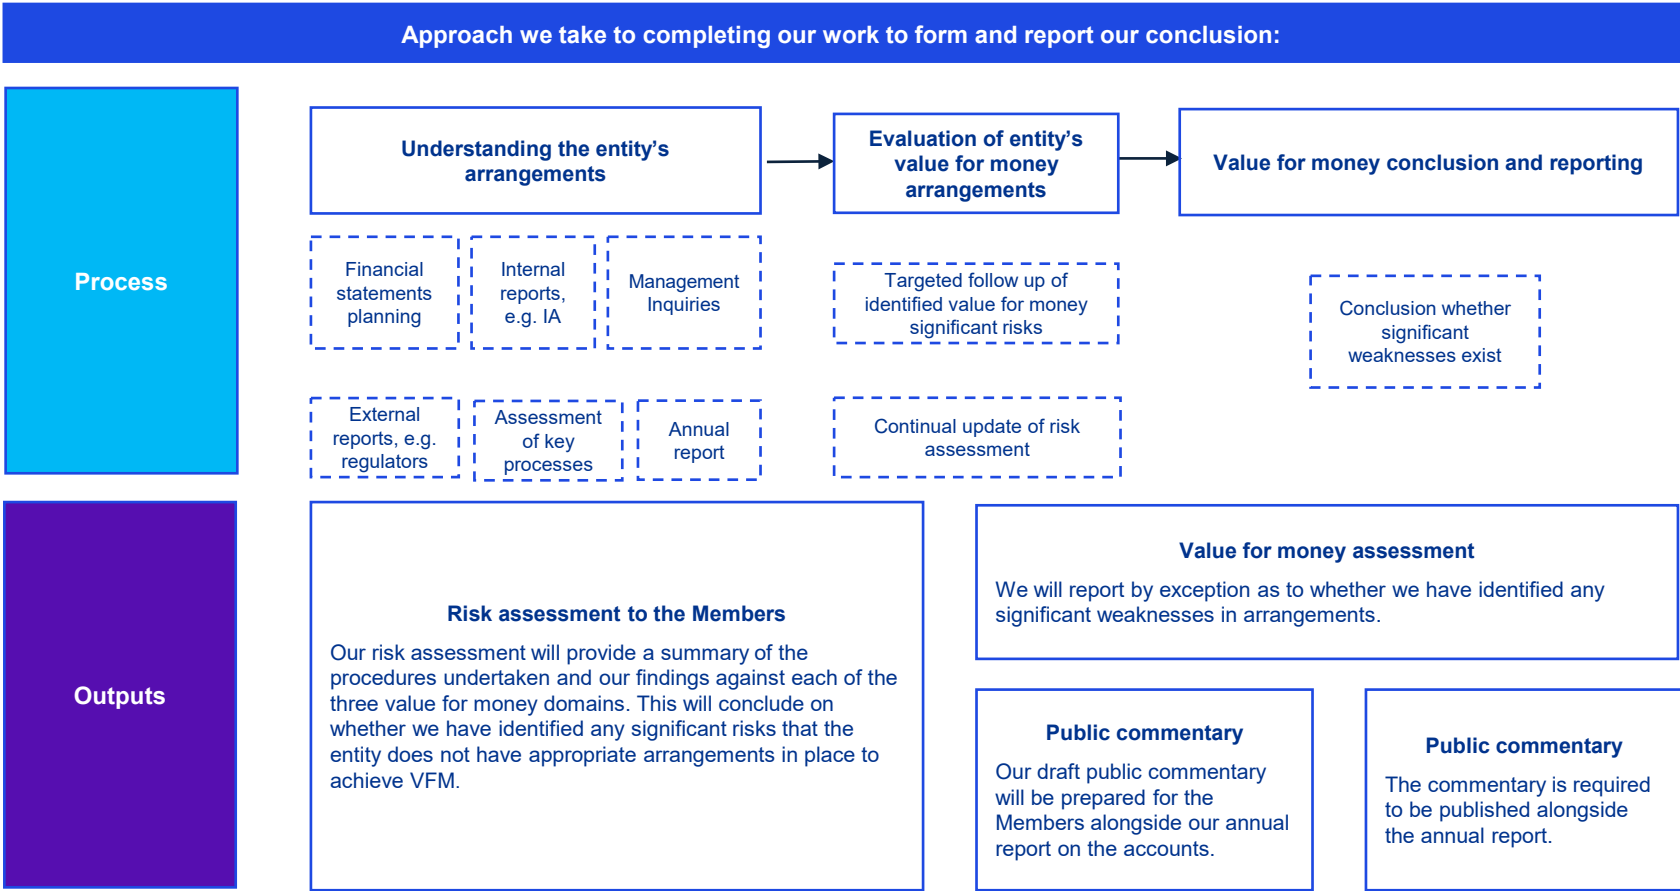 Approach we take to completing our work to form and report our conclusion:
Process
Understanding the entity's
arrangements
Evaluation of entity's
value for money
arrangements
Value for money conclusion and reporting
Financial
statements
planning
Internal
reports,
e.g. IA
Management
Inquiries
Targeted follow up of
identified value for money
significant risks
Conclusion whether
significant
weaknesses exist
External
reports, e.g.
regulators
Assessment
of key
processes
Annual
report
Continual update of risk
assessment
Outputs
Risk assessment to the Members
Our risk assessment will provide a summary of the
procedures undertaken and our findings against each of the
three value for money domains. This will conclude on
whether we have identified any significant risks that the
entity does not have appropriate arrangements in place to
achieve VFM.
Value for money assessment
We will report by exception as to whether we have identified any
significant weaknesses in arrangements.
Public commentary
Our draft public commentary
will be prepared for the
Members alongside our annual
report on the accounts.
Public commentary
The commentary is required
to be published alongside
the annual report.